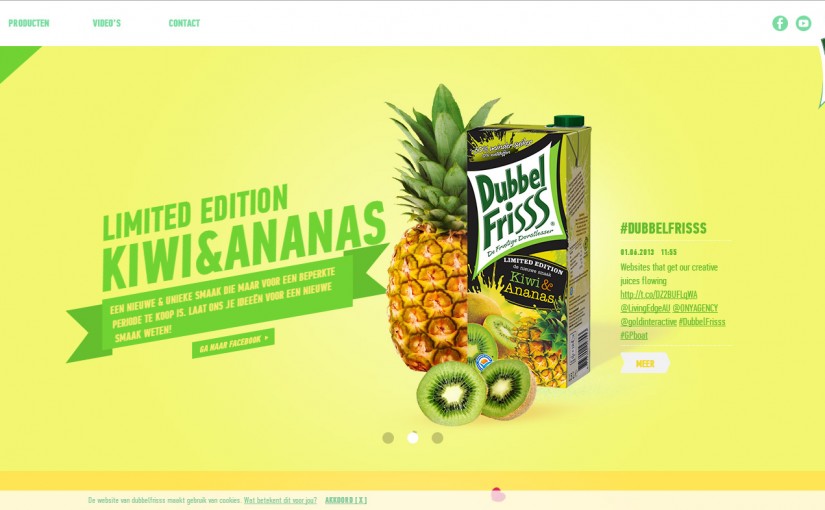 PRODUCTEN
VIDEO'S
CONTACT
LIMITED EDITION
KIWI&ANANAS
EEN NIEUWE & UNIEKE SMAAK DIE MAAR VOOR EEN BEPERKTE
PERIODE TE KOOP IS. LAAT ONS JE IDEEËN VOOR EEN NIEUWE
SMAAK WETEN!
GA NAAR FACEBOOK
Dubbel
FriSSS
De Fruitige Dorstlesser
LIMITED EDITION
de nieuwe smaak
Kiwi &
Ananas
#DUBBELFRISSS
01.06.2013 11:55
Websites that get our creative
juices flowing
http://t.co/DZ2BUFLqWA
@LivingEdgeAU @ONYAGENCY
@goldinteractive #DubbelFrisss
#GPboat
MEER
De website van dubbelfrisss maakt gebruik van cookies. Wat betekent dit voor jou? AKKOORD [ X ]